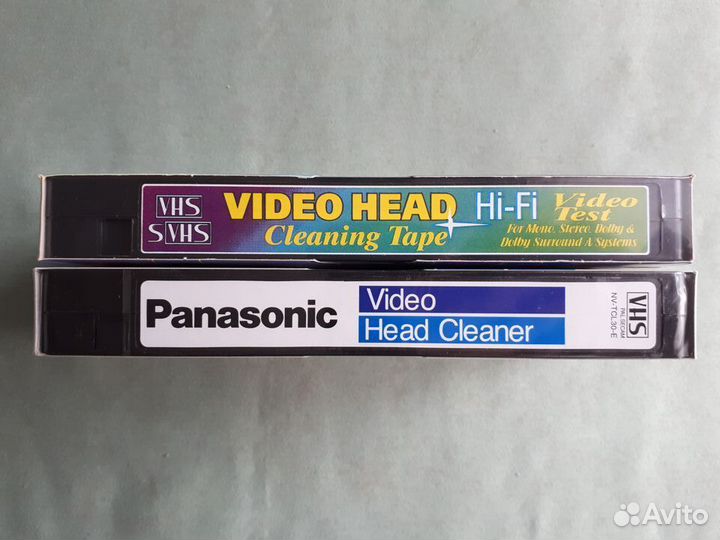 VHS
SVHS
VIDEO HEAD
Cleaning Tape
Hi-Fi
Video
Test
For Mono, Stereo, Dolby &
Dolby Surround A Systems
Panasonic
Video
Head Cleaner
VHS
PAL/SECAM
NV-TCL30-E
Avito